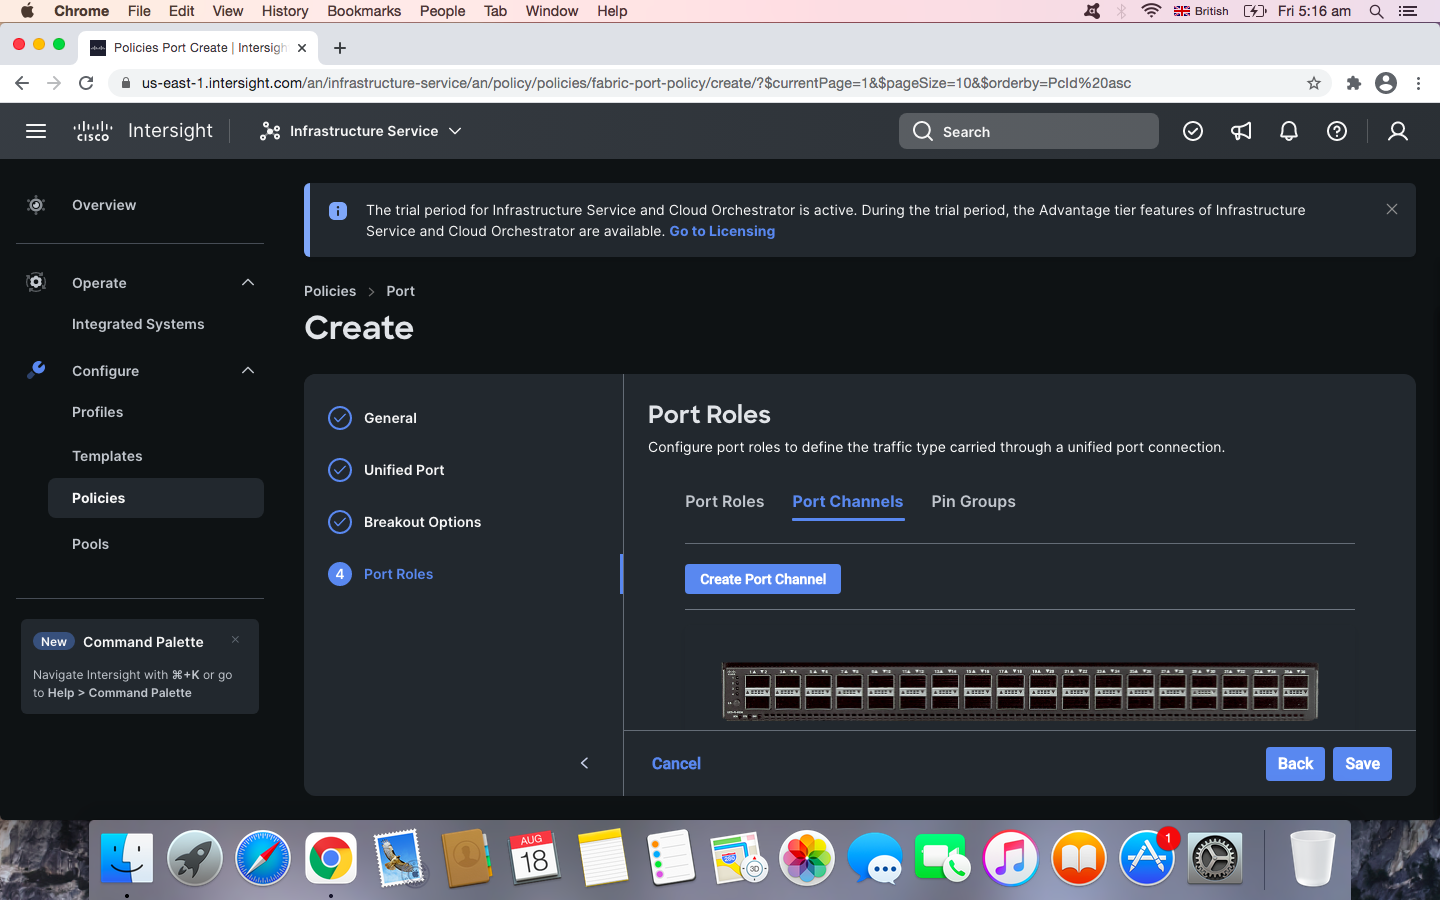 Chrome File Edit View History Bookmarks People Tab Window Help British Fri 5:16 am
Policies Port Create | Intersigh
us-east-1.intersight.com/an/infrastructure-service/an/policy/policies/fabric-port-policy/create/?$currentPage=1&$pageSize=10&$orderby=PcId%20asc
CISCO Intersight Infrastructure Service Search
Overview
Operate
Integrated Systems
Configure
Profiles
Templates
Policies
Pools
New Command Palette
Navigate Intersight with ⌘+K or go
to Help > Command Palette
The trial period for Infrastructure Service and Cloud Orchestrator is active. During the trial period, the Advantage tier features of Infrastructure
Service and Cloud Orchestrator are available. Go to Licensing
Policies > Port
Create
General
Unified Port
Breakout Options
4 Port Roles
Port Roles
Configure port roles to define the traffic type carried through a unified port connection.
Port Roles Port Channels Pin Groups
Create Port Channel
Cancel Back Save
AUG
18
280
3D
1